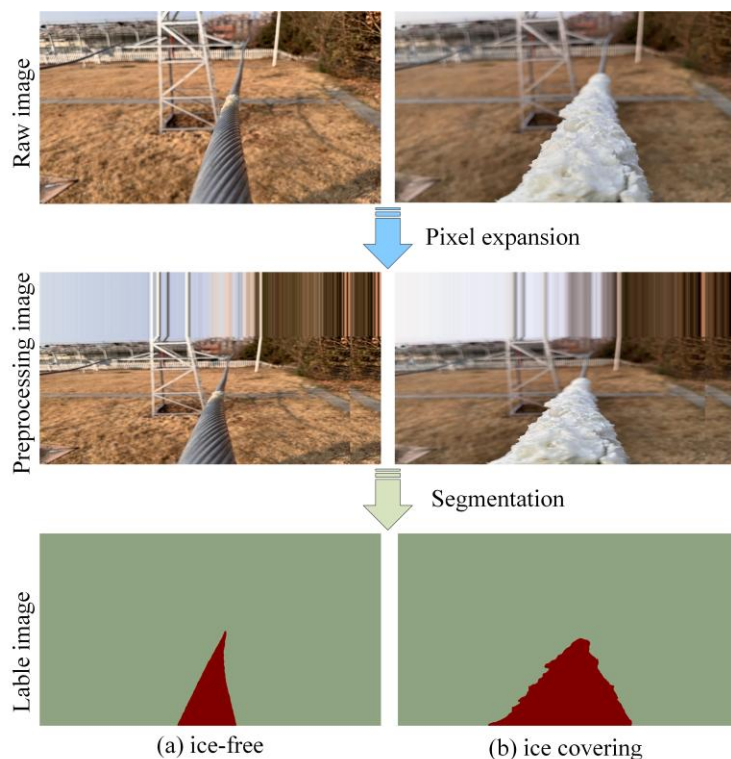 Raw image
Pixel expansion
Preprocessing image
Segmentation
Lable image
(a) ice-free
(b) ice covering